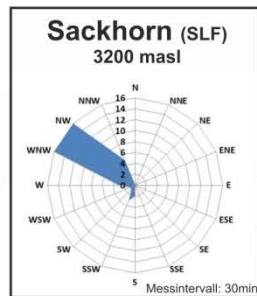 Sackhorn (SLF)
3200 masl
N
NNW
NNE
NW
NE
WNW
ENE
W
E
WSW
ESE
SW
SE
SSW
SSE
S
16
14
12
10
8
6
4
2
0
Messintervall: 30min